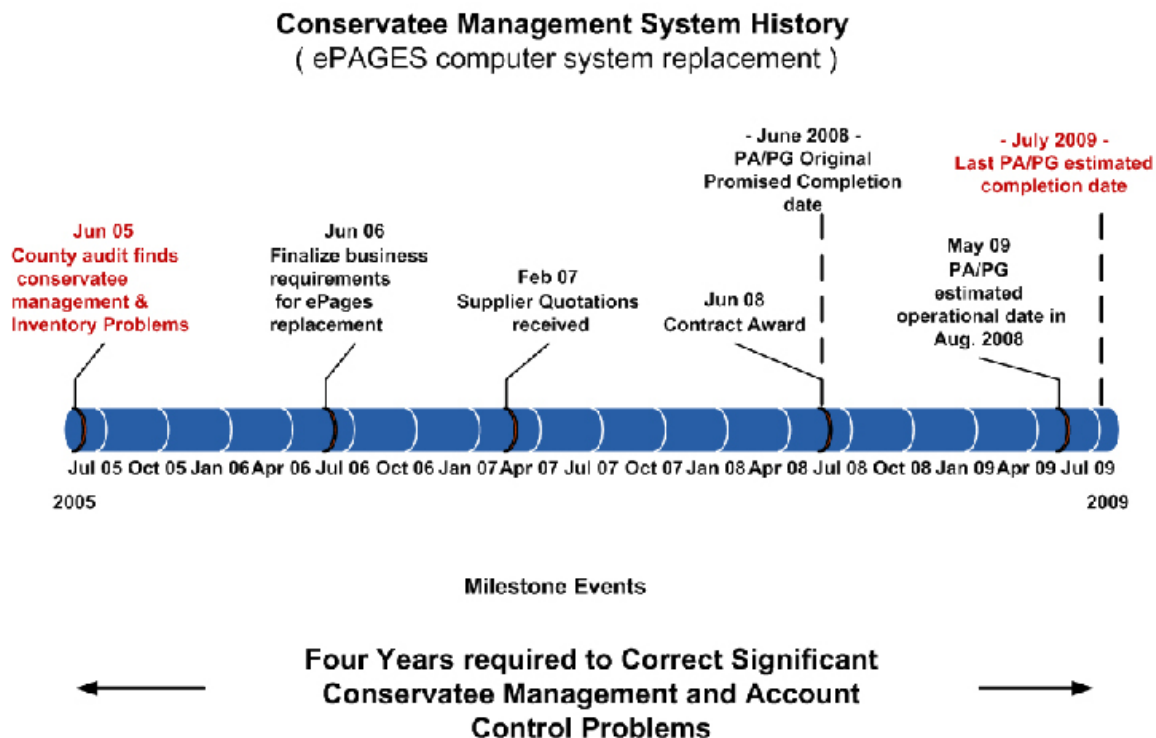 Conservatee Management System History
( ePAGES computer system replacement )
- June 2008 -
PA/PG Original
Promised Completion
date
- July 2009 -
Last PA/PG estimated
completion date
Jun 05
County audit finds
conservatee
management &
Inventory Problems
Jun 06
Finalize business
requirements
for ePages
replacement
Feb 07
Supplier Quotations
received
Jun 08
Contract Award
May 09
PA/PG
estimated
operational date in
Aug. 2008
Jul 05 Oct 05 Jan 06 Apr 06 Jul 06 Oct 06 Jan 07 Apr 07 Jul 07 Oct 07 Jan 08 Apr 08 Jul 08 Oct 08 Jan 09 Apr 09 Jul 09
2005 2009
Milestone Events
Four Years required to Correct Significant
Conservatee Management and Account
Control Problems